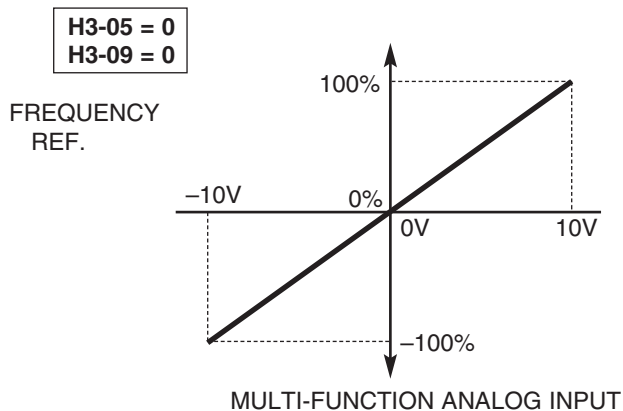 H3-05 = 0
H3-09 = 0
FREQUENCY
REF.
100%
–10V
0%
0V
10V
–100%
MULTI-FUNCTION ANALOG INPUT